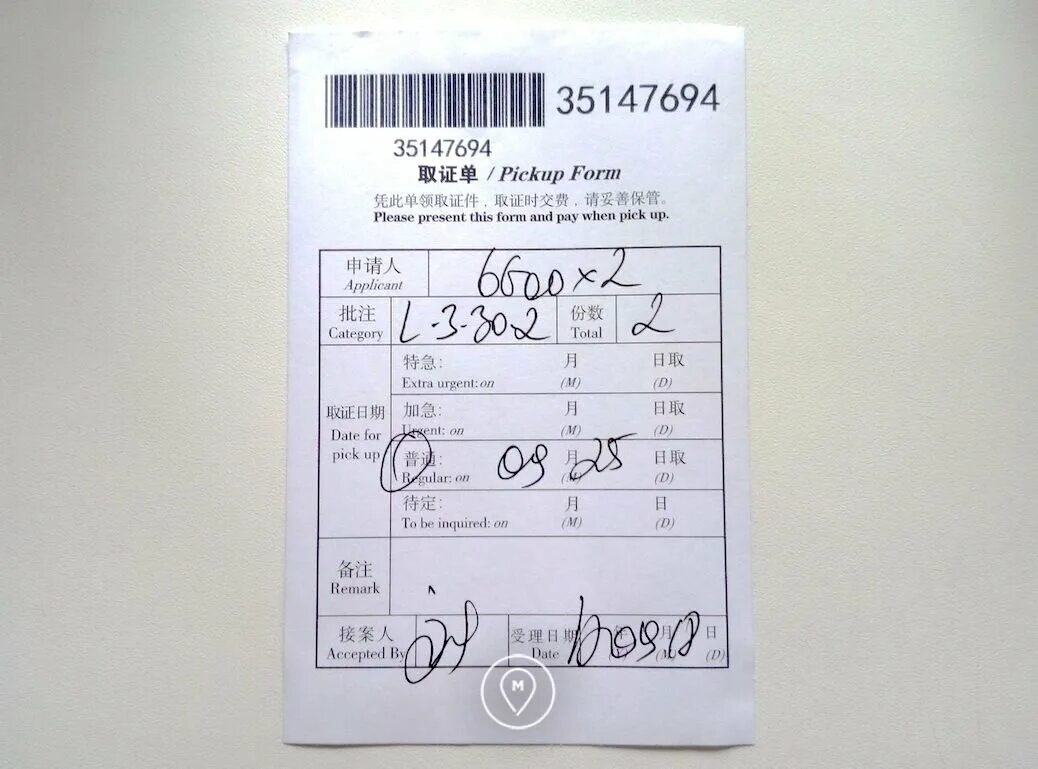 35147694
35147694
取证单 / Pickup Form
凭此单领取证件，取证时交费，请妥善保管。
Please present this form and pay when pick up.
申请人 6600×2
Applicant
批注 L-3-30-2 份数 2
Category Total
特急： 月 日取
Extra urgent: on (M) (D)
取证日期 加急： 月 日取
Date for Urgent: on (M) (D)
pick up 普通： 09 月 25 日取
Regular: on (M) (D)
待定： 月 日
To be inquired: on (M) (D)
备注
Remark
接案人 受理日期 年 09 月 18 日
Accepted By Date (Y) (M) (D)
M